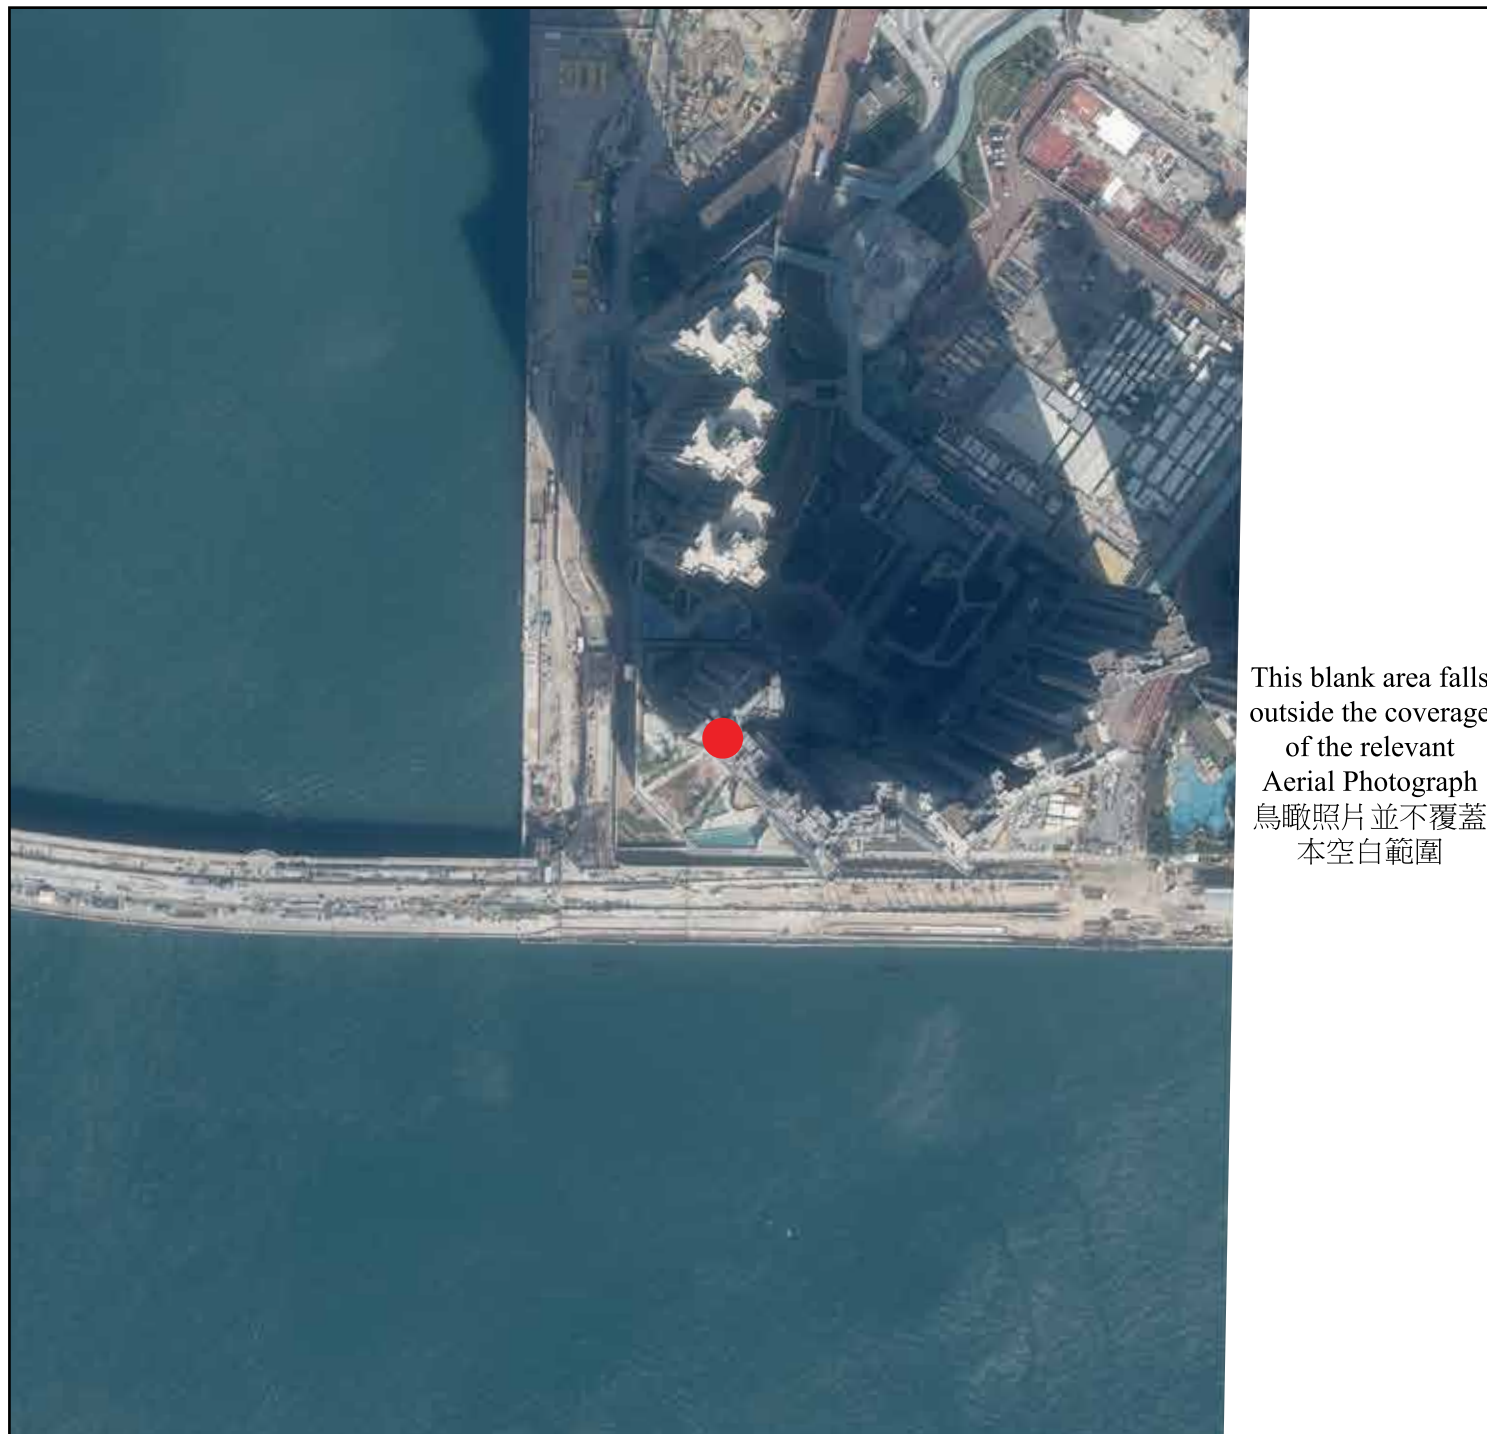 This blank area falls
outside the coverage
of the relevant
Aerial Photograph
鳥瞰照片並不覆蓋
本空白範圍